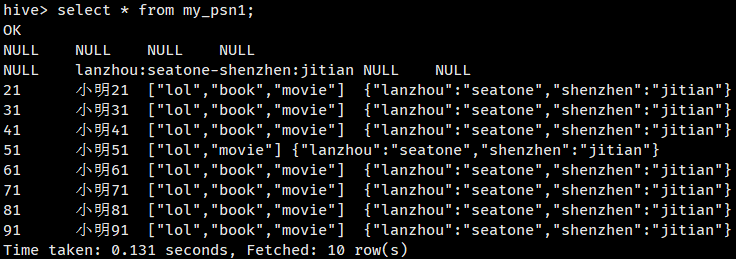 hive> select * from my_psn1;
OK
NULL    NULL    NULL    NULL
NULL    lanzhou:seatone-shenzhen:jitian NULL    NULL
21      小明21  ["lol","book","movie"]  {"lanzhou":"seatone","shenzhen":"jitian"}
31      小明31  ["lol","book","movie"]  {"lanzhou":"seatone","shenzhen":"jitian"}
41      小明41  ["lol","book","movie"]  {"lanzhou":"seatone","shenzhen":"jitian"}
51      小明51  ["lol","movie"] {"lanzhou":"seatone","shenzhen":"jitian"}
61      小明61  ["lol","book","movie"]  {"lanzhou":"seatone","shenzhen":"jitian"}
71      小明71  ["lol","book","movie"]  {"lanzhou":"seatone","shenzhen":"jitian"}
81      小明81  ["lol","book","movie"]  {"lanzhou":"seatone","shenzhen":"jitian"}
91      小明91  ["lol","book","movie"]  {"lanzhou":"seatone","shenzhen":"jitian"}
Time taken: 0.131 seconds, Fetched: 10 row(s)